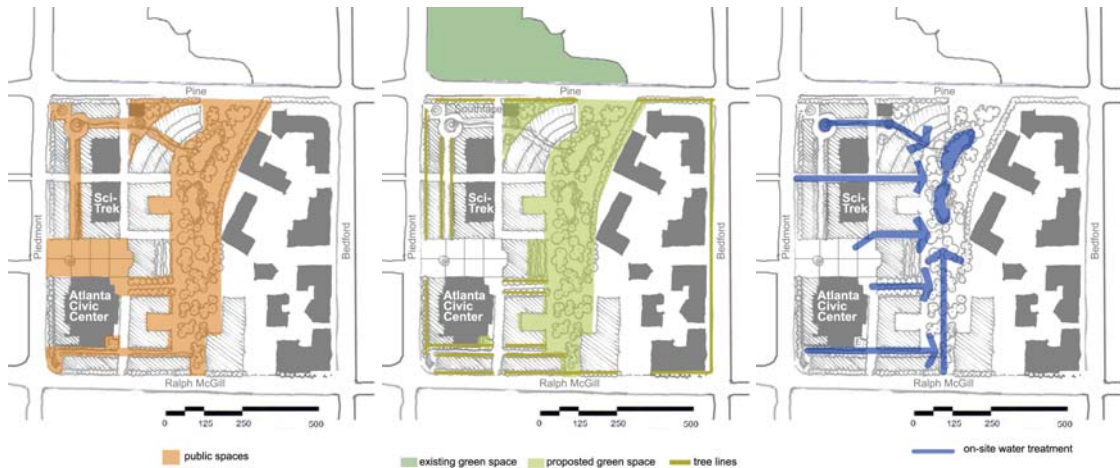 Pine
Sci-
Trek
Piedmont
Bedford
Atlanta
Civic
Center
Ralph McGill
0 125 250 500
public spaces
Pine
Southface
Sci-
Trek
Piedmont
Bedford
Atlanta
Civic
Center
Ralph McGill
0 125 250 500
existing green space
propotsed green space
tree lines
Pine
Sci-
Trek
Piedmont
Bedford
Atlanta
Civic
Center
Ralph McGill
0 125 250 500
on-site water treatment